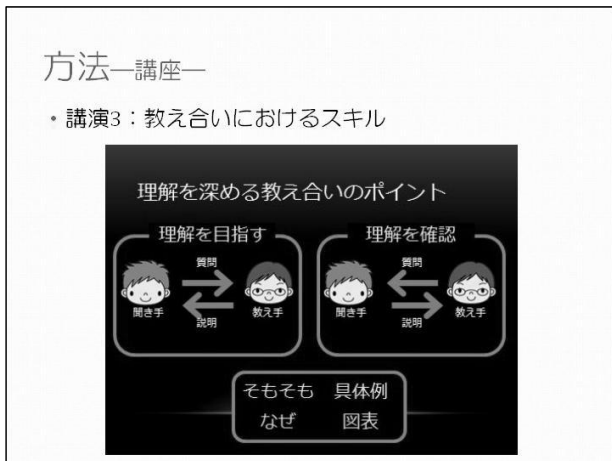 方法―講座―
・講演3:教え合いにおけるスキル
理解を深める教え合いのポイント
理解を目指す
質問
聞き手
教え手
説明
理解を確認
質問
聞き手
教え手
説明
そもそも 具体例
なぜ 図表